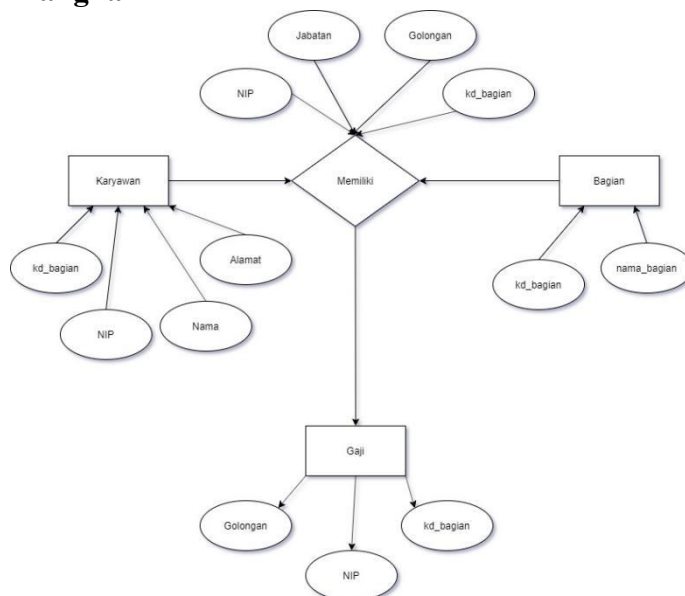 Jabatan
Golongan
NIP
kd_bagian
Karyawan
Memiliki
Bagian
kd_bagian
Alamat
kd_bagian
nama_bagian
NIP
Nama
Gaji
Golongan
kd_bagian
NIP